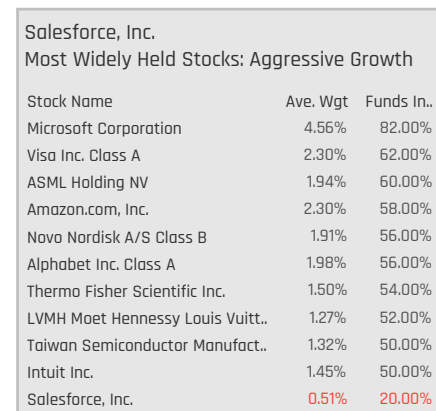 Salesforce, Inc.
Most Widely Held Stocks: Aggressive Growth
Stock Name Ave. Wgt Funds In..
Microsoft Corporation 4.56% 82.00%
Visa Inc. Class A 2.30% 62.00%
ASML Holding NV 1.94% 60.00%
Amazon.com, Inc. 2.30% 58.00%
Novo Nordisk A/S Class B 1.91% 56.00%
Alphabet Inc. Class A 1.98% 56.00%
Thermo Fisher Scientific Inc. 1.50% 54.00%
LVMH Moet Hennessy Louis Vuitt.. 1.27% 52.00%
Taiwan Semiconductor Manufact.. 1.32% 50.00%
Intuit Inc. 1.45% 50.00%
Salesforce, Inc. 0.51% 20.00%